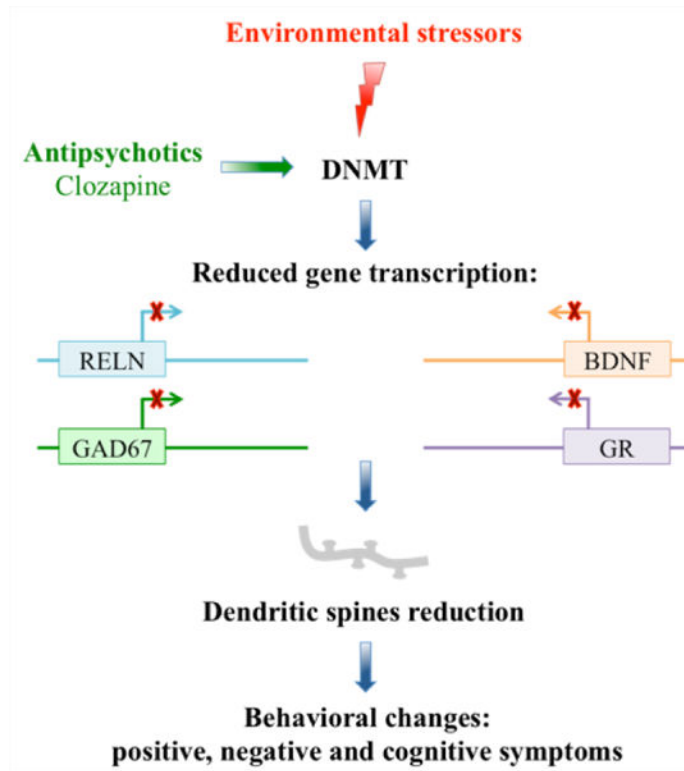 Environmental stressors
Antipsychotics
Clozapine
DNMT
Reduced gene transcription:
RELN
BDNF
GAD67
GR
Dendritic spines reduction
Behavioral changes:
positive, negative and cognitive symptoms